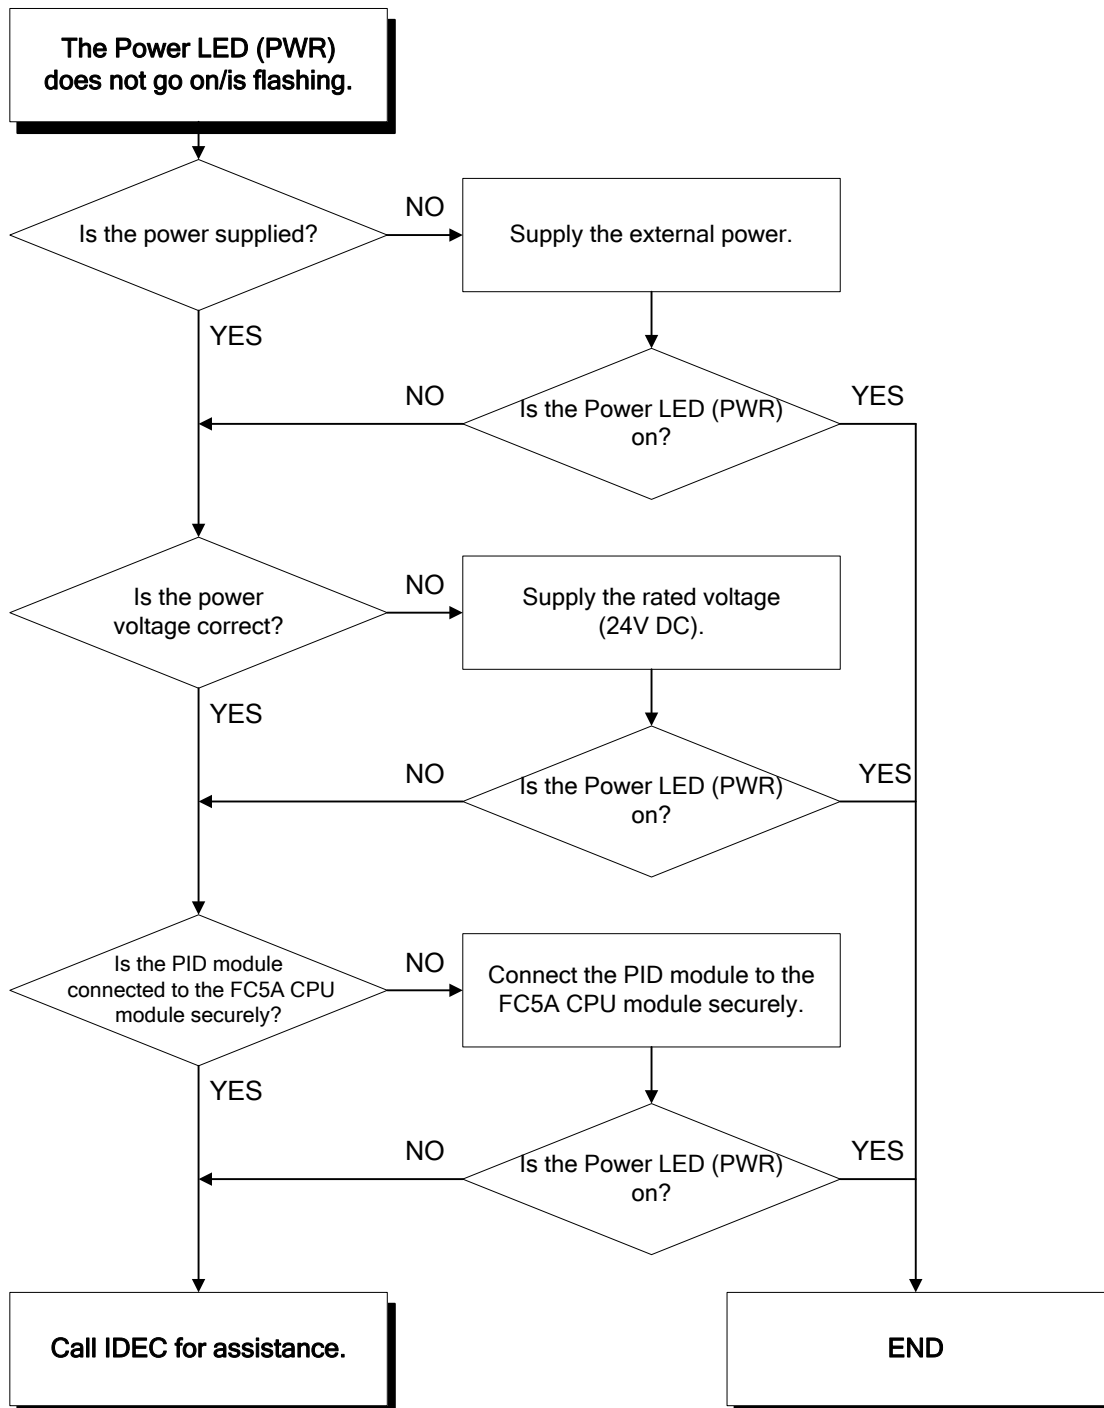 The Power LED (PWR)
does not go on/is flashing.
Is the power supplied?
NO
Supply the external power.
YES
NO
Is the Power LED (PWR)
on?
YES
Is the power
voltage correct?
NO
Supply the rated voltage
(24V DC).
YES
NO
Is the Power LED (PWR)
on?
YES
Is the PID module
connected to the FC5A CPU
module securely?
NO
Connect the PID module to the
FC5A CPU module securely.
YES
NO
Is the Power LED (PWR)
on?
YES
Call IDEC for assistance.
END